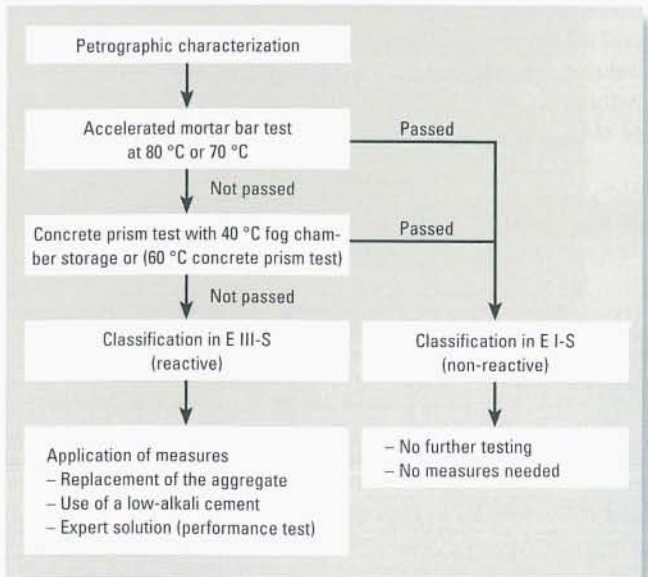 Petrographic characterization
Accelerated mortar bar test
at 80 °C or 70 °C
Passed
Not passed
Concrete prism test with 40 °C fog cham-
ber storage or (60 °C concrete prism test)
Passed
Not passed
Classification in E III-S
(reactive)
Classification in E I-S
(non-reactive)
Application of measures
– Replacement of the aggregate
– Use of a low-alkali cement
– Expert solution (performance test)
– No further testing
– No measures needed